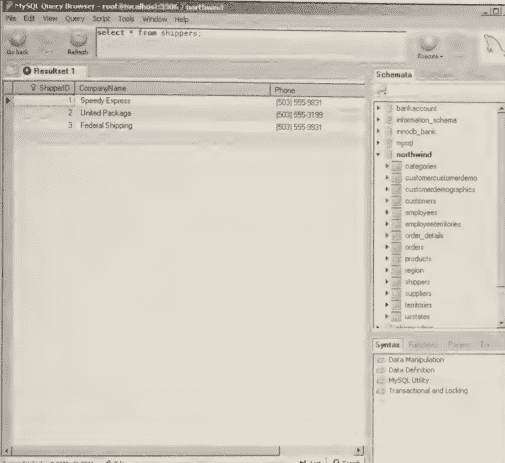 MySQL Query Browser - root@localhost:3306 / northwind
File Edit View Query Script Tools Window Help
Go back
Refresh
select * from shippers;
Execute
Resultset 1
ShipperID CompanyName Phone
1 Speedy Express (503) 555-9831
2 United Package (503) 555-3199
3 Federal Shipping (503) 555-9931
Schemata
bankaccount
information_schema
innodb_bank
mysql
northwind
categories
customercustomerdemo
customerdemographics
customers
employees
employeeterritories
order_details
orders
products
region
shippers
suppliers
territories
usstates
Syntax Functions Params
Data Manipulation
Data Definition
MySQL Utility
Transactional and Locking
Last Search